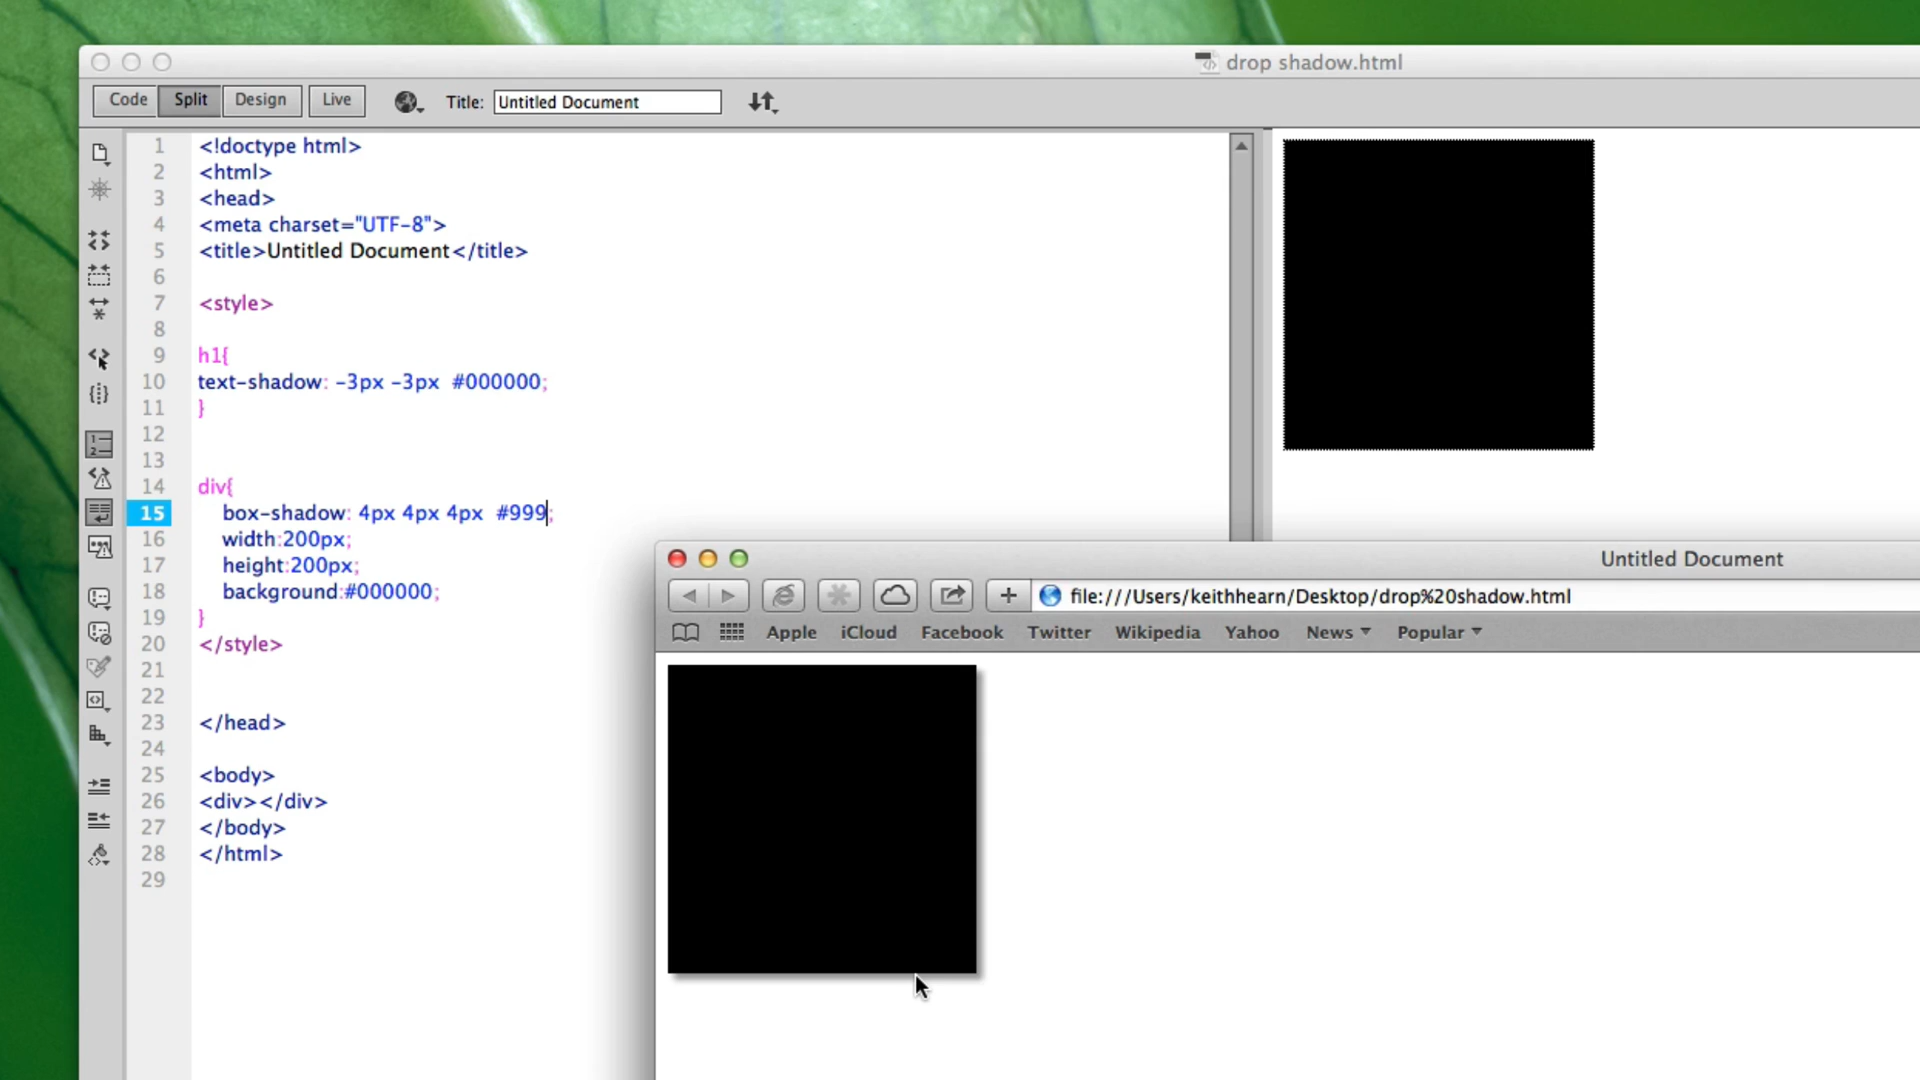 drop shadow.html
Code Split Design Live Title: Untitled Document
1 <!doctype html>
2 <html>
3 <head>
4 <meta charset="UTF-8">
5 <title>Untitled Document</title>
6
7 <style>
8
9 h1{
10 text-shadow: -3px -3px  #000000;
11 }
12
13
14 div{
15 box-shadow: 4px 4px 4px  #999;
16 width:200px;
17 height:200px;
18 background:#000000;
19 }
20 </style>
21
22
23 </head>
24
25 <body>
26 <div></div>
27 </body>
28 </html>
29
Untitled Document
file:///Users/keithhearn/Desktop/drop%20shadow.html
Apple iCloud Facebook Twitter Wikipedia Yahoo News Popular